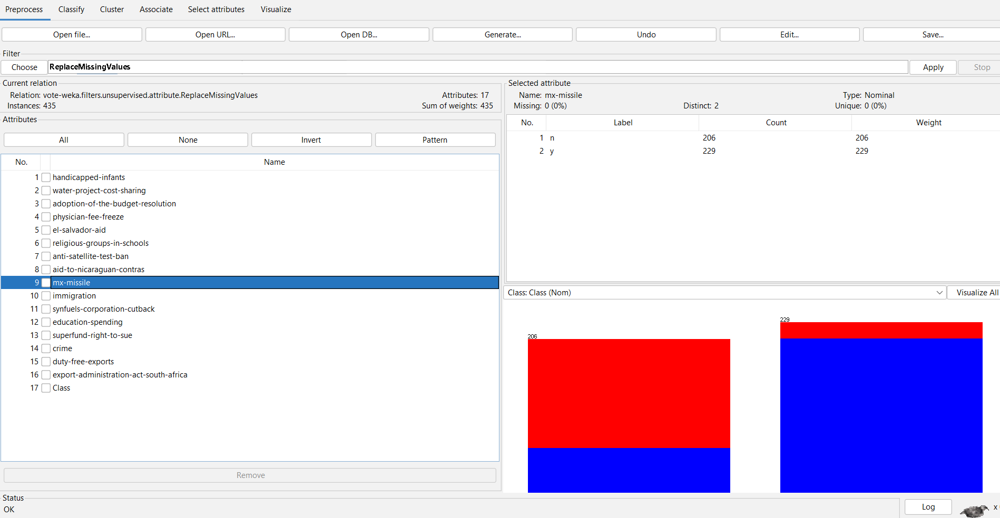 Preprocess Classify Cluster Associate Select attributes Visualize
Open file... Open URL... Open DB... Generate... Undo Edit... Save...
Filter
Choose ReplaceMissingValues Apply Stop
Current relation
Relation: vote-weka.filters.unsupervised.attribute.ReplaceMissingValues Attributes: 17
Instances: 435 Sum of weights: 435
Attributes
All None Invert Pattern
No. Name
1 handicapped-infants
2 water-project-cost-sharing
3 adoption-of-the-budget-resolution
4 physician-fee-freeze
5 el-salvador-aid
6 religious-groups-in-schools
7 anti-satellite-test-ban
8 aid-to-nicaraguan-contras
9 mx-missile
10 immigration
11 synfuels-corporation-cutback
12 education-spending
13 superfund-right-to-sue
14 crime
15 duty-free-exports
16 export-administration-act-south-africa
17 Class
Remove
Selected attribute
Name: mx-missile Type: Nominal
Missing: 0 (0%) Distinct: 2 Unique: 0 (0%)
No. Label Count Weight
1 n 206 206
2 y 229 229
Class: Class (Nom) Visualize All
229
206
Status
OK
Log x